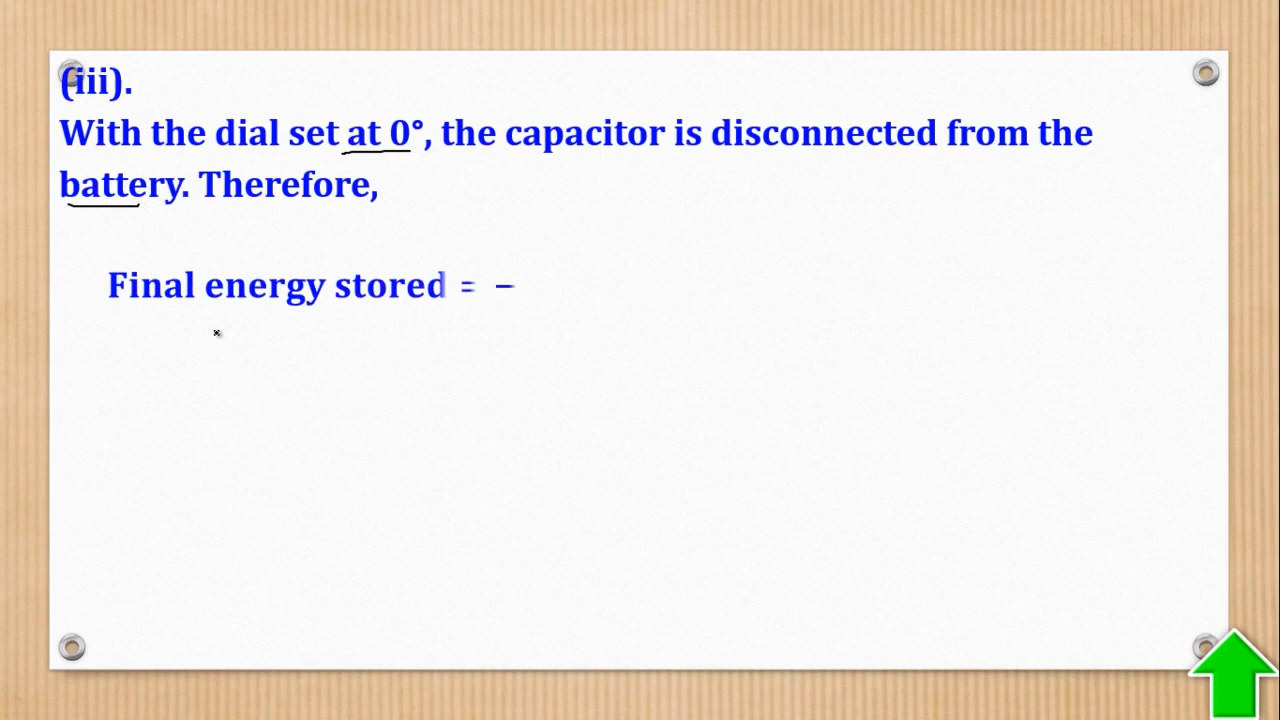 (iii).
With the dial set at 0°, the capacitor is disconnected from the
battery. Therefore,
Final energy stored = −